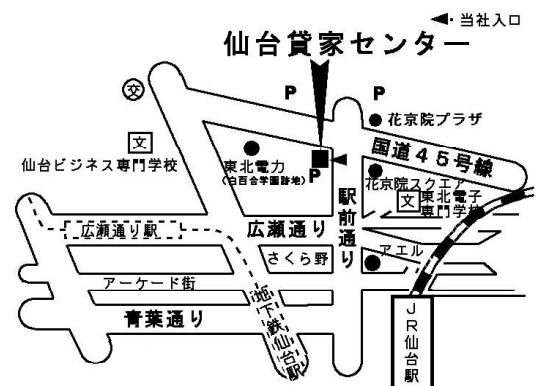 ◀・当社入口
仙台貸家センター
P
P
交
花京院プラザ
文
仙台ビジネス専門学校
東北電力
(白百合学園跡地)
P
国道45号線
花京院スクエア
文
東北電子
専門学校
駅前通り
広瀬通り
広瀬通り駅
さくら野
アエル
アーケード街
青葉通り
地下鉄仙台駅
JR仙台駅